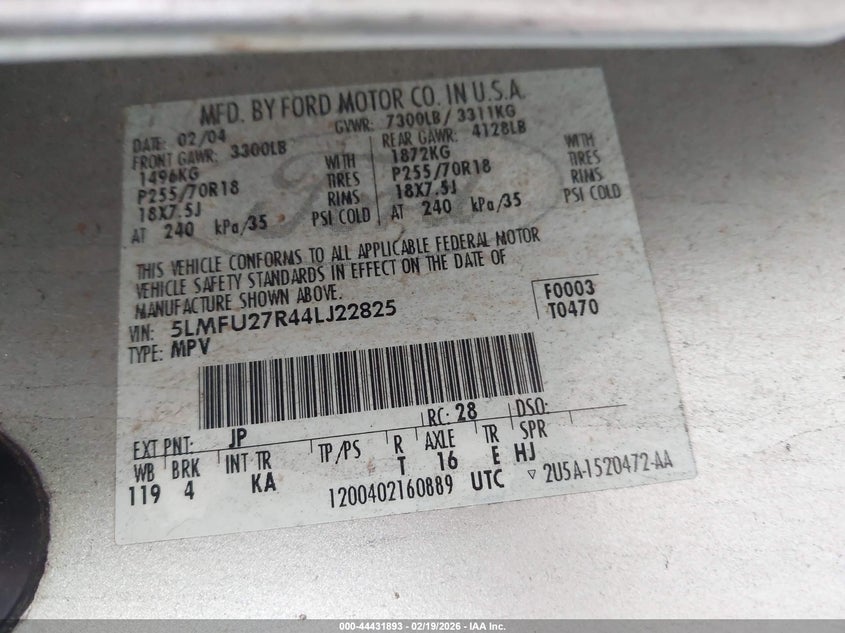 MFD. BY FORD MOTOR CO. IN U.S.A.
DATE: 02/04 GVWR: 7300LB/ 3311KG
FRONT GAWR: 3300LB REAR GAWR: 4128LB
1496KG WITH 1872KG WITH
P255/70R18 TIRES P255/70R18 TIRES
18X7.5J RIMS 18X7.5J RIMS
AT 240 kPa/35 PSI COLD AT 240 kPa/35 PSI COLD
THIS VEHICLE CONFORMS TO ALL APPLICABLE FEDERAL MOTOR
VEHICLE SAFETY STANDARDS IN EFFECT ON THE DATE OF
MANUFACTURE SHOWN ABOVE.
F0003
VIN: 5LMFU27R44LJ22825 T0470
TYPE: MPV
EXT PNT: JP RC: 28 DSO:
WB BRK INT TR TP/PS R AXLE TR SPR
119 4 KA T 16 E HJ
1200402160889 UTC ▽ 2U5A-1520472-AA
000-44431893 - 02/19/2026 - IAA Inc.